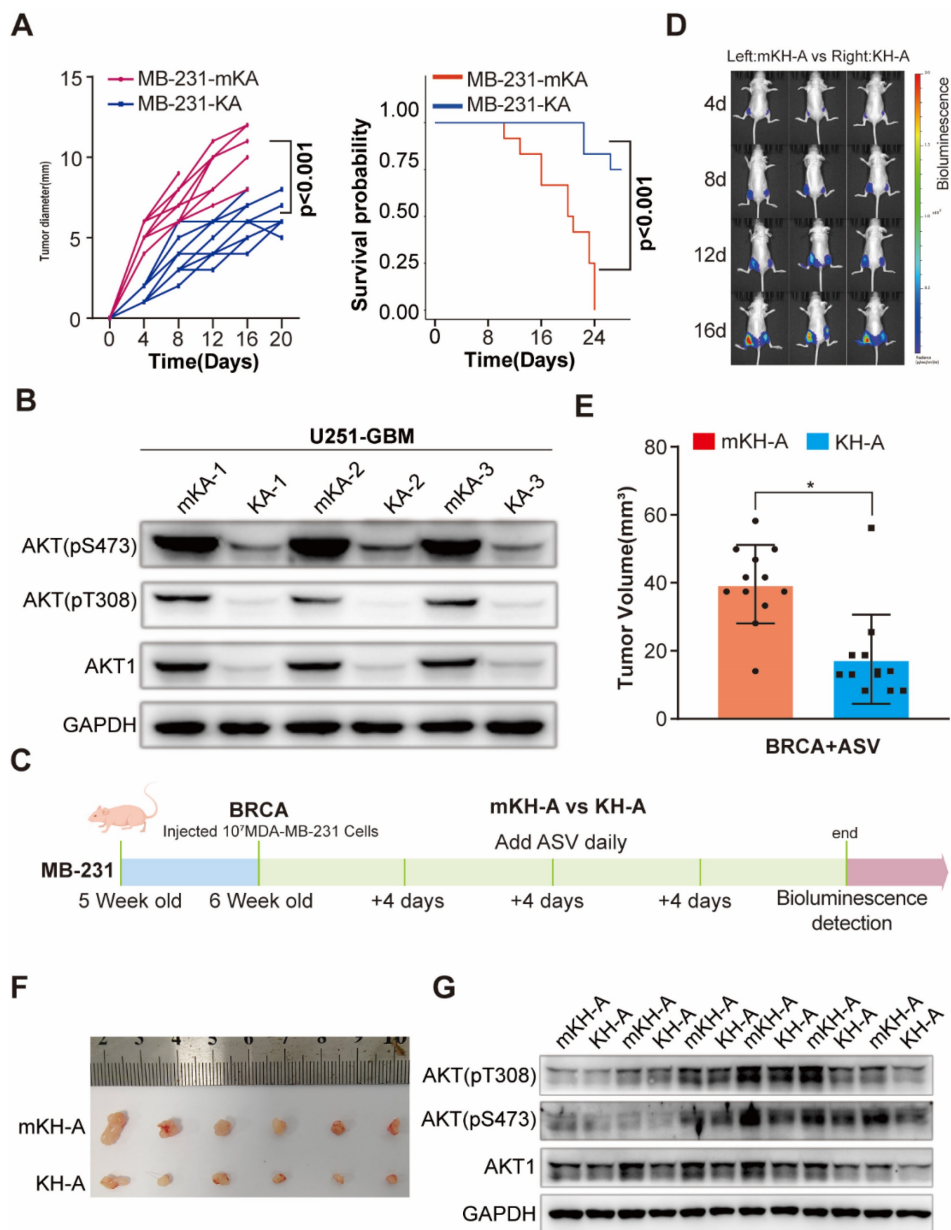 A
MB-231-mKA
MB-231-KA
15
10
5
0
Tumor diameter(mm)
0 4 8 12 16 20
Time(Days)
p<0.001
MB-231-mKA
MB-231-KA
1.00
0.75
0.50
0.25
0.00
Survival probability
0 8 16 24
Time(Days)
p<0.001
D
Left:mKH-A vs Right:KH-A
4d
8d
12d
16d
Bioluminescence
B
U251-GBM
mKA-1 KA-1 mKA-2 KA-2 mKA-3 KA-3
AKT(pS473)
AKT(pT308)
AKT1
GAPDH
E
mKH-A KH-A
80
60
40
20
0
Tumor Volume(mm³)
*
BRCA+ASV
C
BRCA
Injected 10⁷MDA-MB-231 Cells
mKH-A vs KH-A
Add ASV daily
end
MB-231
5 Week old 6 Week old +4 days +4 days +4 days Bioluminescence
detection
F
2 3 4 5 6 7 8 9 10
mKH-A
KH-A
G
mKH-A KH-A mKH-A KH-A mKH-A KH-A mKH-A KH-A mKH-A KH-A mKH-A KH-A
AKT(pT308)
AKT(pS473)
AKT1
GAPDH